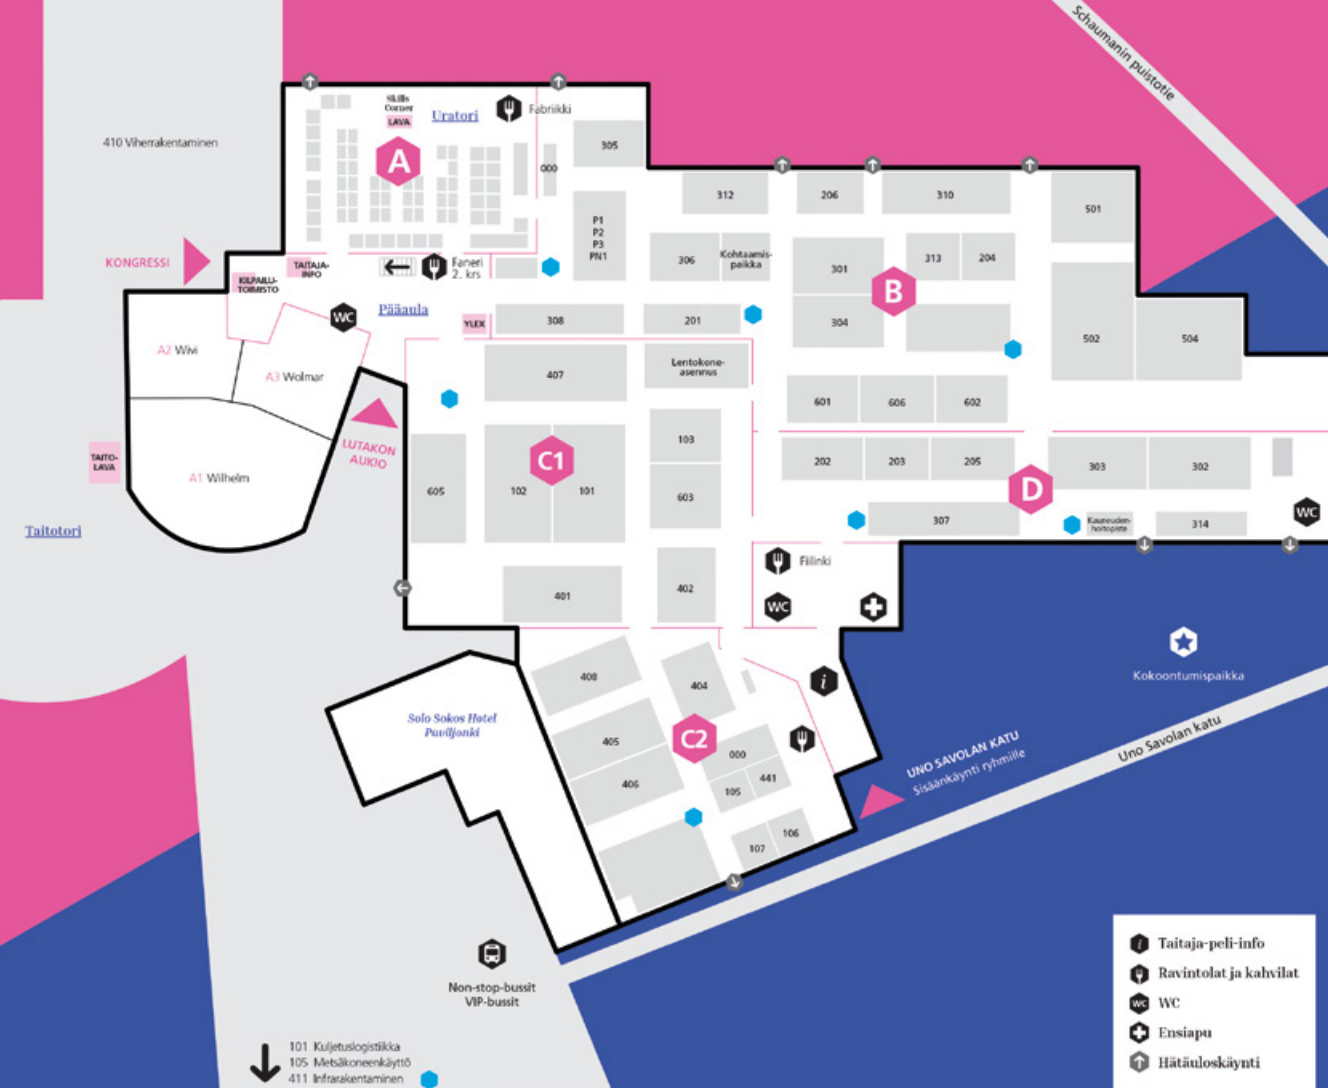 Schaumanin puistotie
410 Viherrakentaminen
Skills
Corner
LAVA
Uratori
Fabriikki
A
305
000
P1
P2
P3
PN1
312
206
310
501
306
Kohtaamis-
paikka
301
B
313
204
304
502
504
KONGRESSI
TAITAJA-
INFO
KILPAILU-
TOIMISTO
Faneri
2. krs
WC
Pääaula
YLEX
308
201
A2 Wivi
A3 Wolmar
A1 Wilhelm
LUTAKON
AUKIO
TAITO-
LAVA
Taitotori
407
Lentokone-
asennus
601
606
602
103
C1
605
102
101
603
202
203
205
D
303
302
307
Kauneuden-
hoitopiste
314
WC
401
402
Fiilinki
WC
408
404
i
405
C2
000
406
105
441
107
106
Solo Sokos Hotel
Paviljonki
Kokoontumispaikka
UNO SAVOLAN KATU
Sisäänkäynti ryhmille
Uno Savolan katu
Non-stop-bussit
VIP-bussit
101 Kuljetuslogistiikka
105 Metsäkoneenkäyttö
411 Infrarakentaminen
i Taitaja-peli-info
Ravintolat ja kahvilat
WC WC
Ensiapu
Hätäuloskäynti